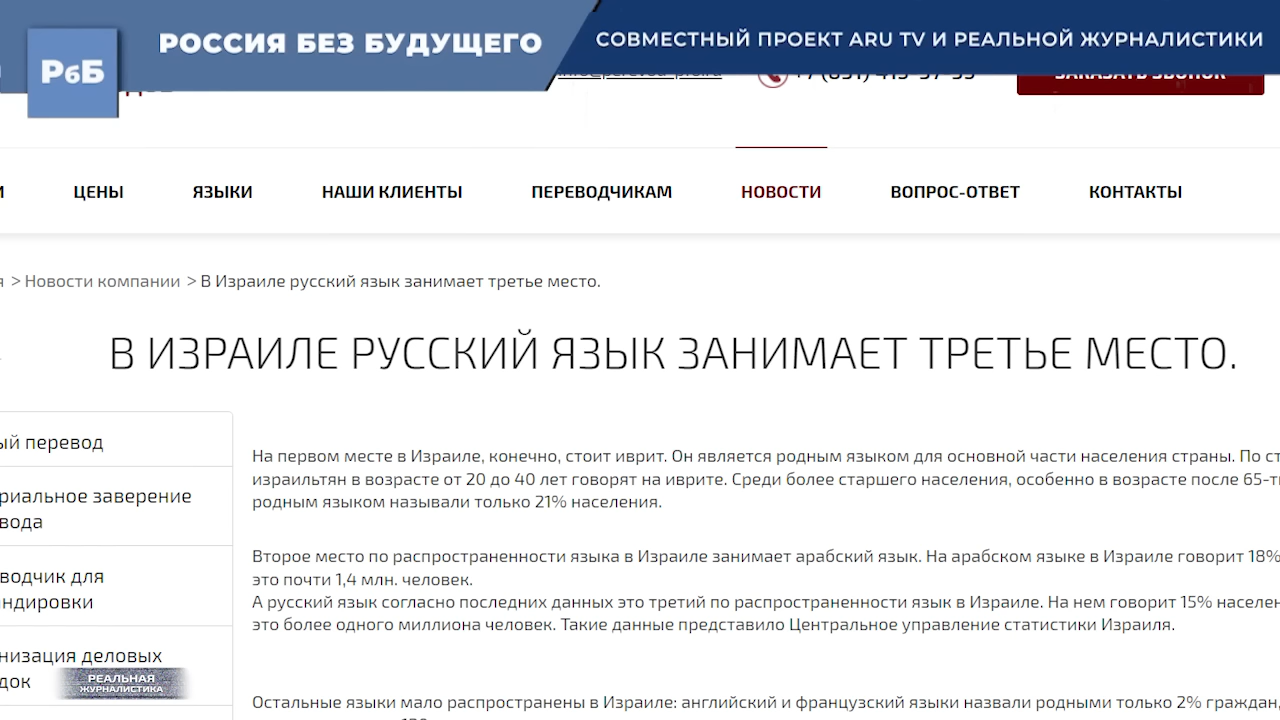 РОССИЯ БЕЗ БУДУЩЕГО
СОВМЕСТНЫЙ ПРОЕКТ ARU TV И РЕАЛЬНОЙ ЖУРНАЛИСТИКИ
РбБ
ЗАКАЗАТЬ ЗВОНОК
ЦЕНЫ ЯЗЫКИ НАШИ КЛИЕНТЫ ПЕРЕВОДЧИКАМ НОВОСТИ ВОПРОС-ОТВЕТ КОНТАКТЫ
> Новости компании > В Израиле русский язык занимает третье место.
В ИЗРАИЛЕ РУССКИЙ ЯЗЫК ЗАНИМАЕТ ТРЕТЬЕ МЕСТО.
ый перевод
риальное заверение
вода
водчик для
ндировки
низация деловых
док
На первом месте в Израиле, конечно, стоит иврит. Он является родным языком для основной части населения страны. По ст
израильтян в возрасте от 20 до 40 лет говорят на иврите. Среди более старшего населения, особенно в возрасте после 65-т
родным языком называли только 21% населения.
Второе место по распространенности языка в Израиле занимает арабский язык. На арабском языке в Израиле говорит 18%
это почти 1,4 млн. человек.
А русский язык согласно последних данных это третий по распространенности язык в Израиле. На нем говорит 15% населен
это более одного миллиона человек. Такие данные представило Центральное управление статистики Израиля.
Остальные языки мало распространены в Израиле: английский и французский языки назвали родными только 2% граждан,
РЕАЛЬНАЯ
ЖУРНАЛИСТИКА